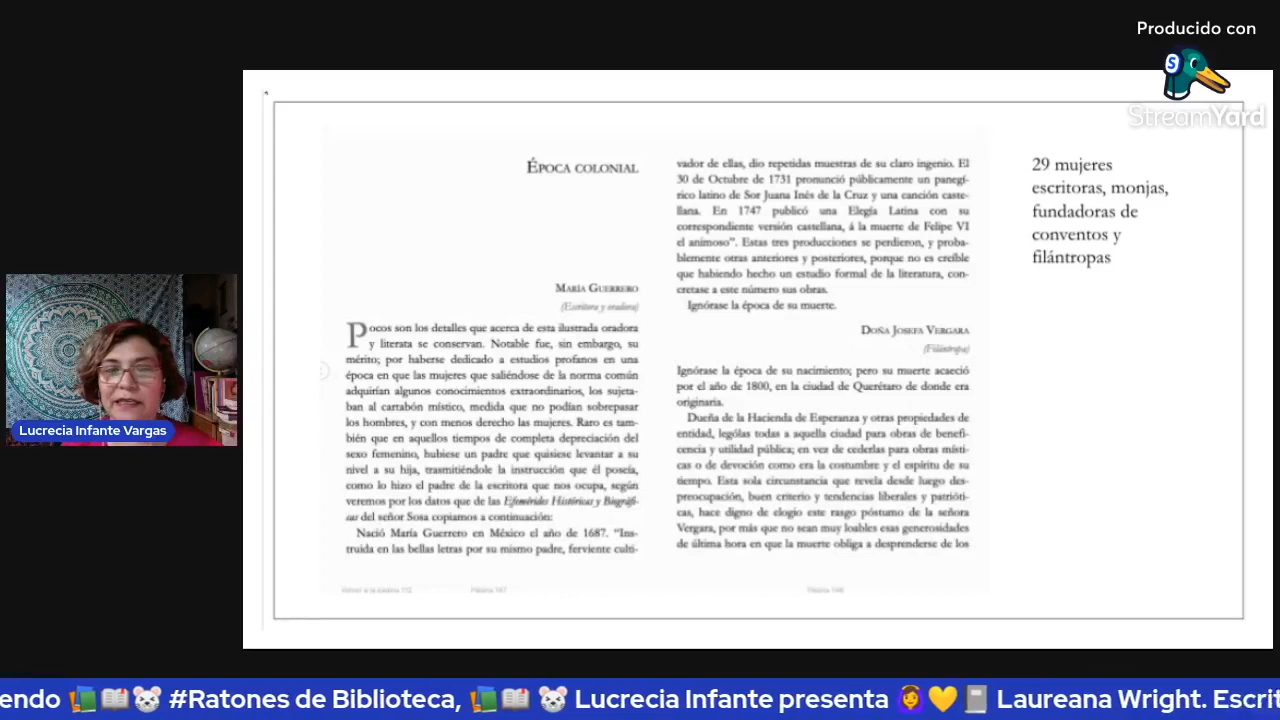 Producido con
StreamYard
ÉPOCA COLONIAL
MARÍA GUERRERO
(Escritora y oradora)
Pocos son los detalles que acerca de esta ilustrada oradora
y literata se conservan. Notable fue, sin embargo, su
mérito; por haberse dedicado a estudios profanos en una
época en que las mujeres que saliéndose de la norma común
adquirían algunos conocimientos extraordinarios, los sujeta-
ban al cartabón místico, medida que no podían sobrepasar
los hombres, y con menos derecho las mujeres. Raro es tam-
bién que en aquellos tiempos de completa depreciación del
sexo femenino, hubiese un padre que quisiese levantar a su
nivel a su hija, trasmitiéndole la instrucción que él poseía,
como lo hizo el padre de la escritora que nos ocupa, según
veremos por los datos que de las Efemérides Históricas y Biográfi-
cas del señor Sosa copiamos a continuación:
Nació María Guerrero en México el año de 1687. “Ins-
truida en las bellas letras por su mismo padre, ferviente culti-
Volver a la página 112
Página 147
vador de ellas, dio repetidas muestras de su claro ingenio. El
30 de Octubre de 1731 pronunció públicamente un panegí-
rico latino de Sor Juana Inés de la Cruz y una canción caste-
llana. En 1747 publicó una Elegía Latina con su
correspondiente versión castellana, á la muerte de Felipe VI
el animoso”. Estas tres producciones se perdieron, y proba-
blemente otras anteriores y posteriores, porque no es creíble
que habiendo hecho un estudio formal de la literatura, con-
cretase a este número sus obras.
Ignórase la época de su muerte.
DOÑA JOSEFA VERGARA
(Filántropa)
Ignórase la época de su nacimiento; pero su muerte acaeció
por el año de 1800, en la ciudad de Querétaro de donde era
originaria.
Dueña de la Hacienda de Esperanza y otras propiedades de
entidad, lególas todas a aquella ciudad para obras de benefi-
cencia y utilidad pública; en vez de cederlas para obras místi-
cas o de devoción como era la costumbre y el espíritu de su
tiempo. Esta sola circunstancia que revela desde luego des-
preocupación, buen criterio y tendencias liberales y patrióti-
cas, hace digno de elogio este rasgo póstumo de la señora
Vergara, por más que no sean muy loables esas generosidades
de última hora en que la muerte obliga a desprenderse de los
Página 148
29 mujeres
escritoras, monjas,
fundadoras de
conventos y
filántropas
Lucrecia Infante Vargas
endo 📚📖🐭 #Ratones de Biblioteca, 📚📖🐭 Lucrecia Infante presenta 🙆‍♀️💛📓 Laureana Wright. Escrit